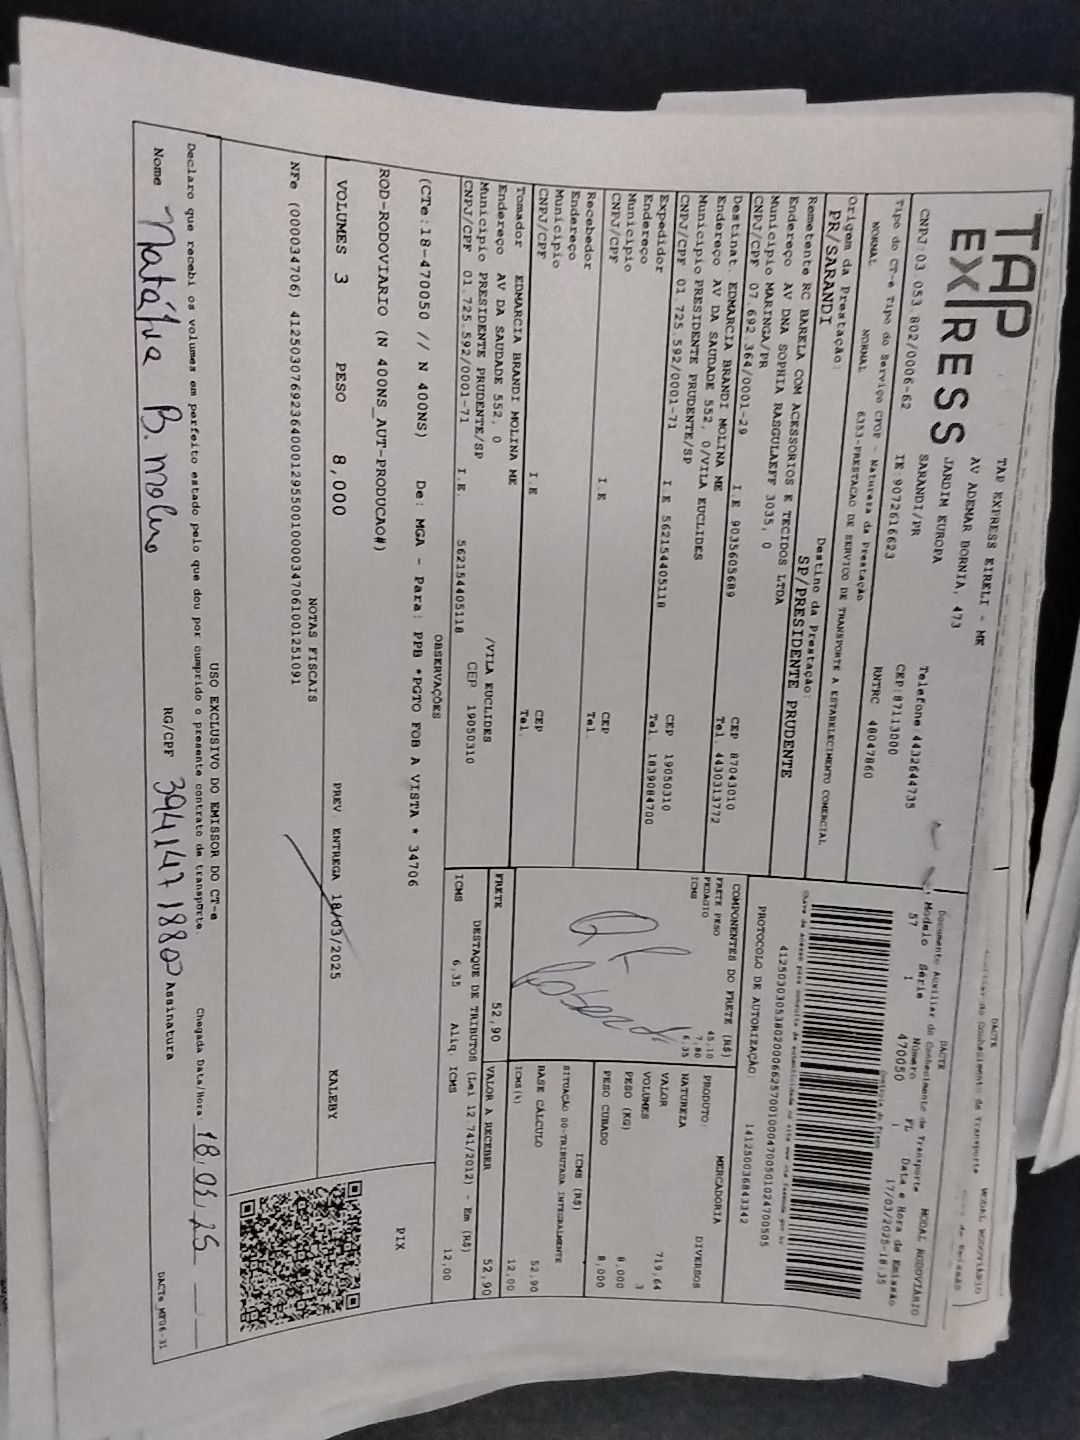 TAP
EXPRESS
TAP EXPRESS EIRELI - ME
AV ADEMAR BORNIA, 473
JARDIM EUROPA
SARANDI/PR
Telefone:4432644735
CEP:87113000
CNPJ:03.053.802/0006-62
IE:9072616623
RNTRC 48047860
DACTE
Documento Auxiliar do Conhecimento de Transporte
MODAL RODOVIÁRIO
Modelo Série Número FL Data e Hora de Emissão
57 1 470050 1 17/03/2025-18:35
Tipo do CT-e Tipo do Serviço CFOP - Natureza da Prestação
NORMAL NORMAL 6353-PRESTACAO DE SERVICO DE TRANSPORTE A ESTABELECIMENTO COMERCIAL
Origem da Prestação: Destino da Prestação:
PR/SARANDI SP/PRESIDENTE PRUDENTE
PROTOCOLO DE AUTORIZAÇÃO: 141250036843342
Remetente RC BARELA COM ACESSORIOS E TECIDOS LTDA
Endereço AV DNA SOPHIA RASGULAEFF 3035, 0
Municipio MARINGA/PR CEP 87043010
CNPJ/CPF 07.692.364/0001-29 I.E 9035605689 Tel. 4430313772
Destinat. EDMARCIA BRANDI MOLINA ME
Endereço AV DA SAUDADE 552, 0/VILA EUCLIDES
Municipio PRESIDENTE PRUDENTE/SP CEP 19050310
CNPJ/CPF 01.725.592/0001-71 I.E 562154405118 Tel. 1839084700
Expedidor
Endereço
Municipio CEP
CNPJ/CPF I.E Tel.
Recebedor
Endereço
Municipio CEP
CNPJ/CPF I.E Tel.
Tomador EDMARCIA BRANDI MOLINA ME
Endereço AV DA SAUDADE 552, 0 /VILA EUCLIDES
Municipio PRESIDENTE PRUDENTE/SP CEP 19050310
CNPJ/CPF 01.725.592/0001-71 I.E. 562154405118
COMPONENTES DO FRETE (R$)
FRETE PESO 45,10
PEDAGIO 7,80
ICMS 6,35
OK
PRODUTO: MERCADORIA
NATUREZA DIVERSOS
VALOR 719,64
VOLUMES 3
PESO (KG) 8,000
PESO CUBADO 8,000
ICMS (R$)
SITUAÇÃO 00-TRIBUTADA INTEGRALMENTE
BASE CÁLCULO 52,90
ICMS(%) 12,00
FRETE 52,90 VALOR A RECEBER 52,90
DESTAQUE DE TRIBUTOS (Lei 12.741/2012) - Em (R$)
ICMS 6,35 Aliq. ICMS 12,00
OBSERVAÇÕES
(CTe:18-470050 // N 400NS) De: MGA - Para: PPB *PGTO FOB A VISTA * 34706
ROD-RODOVIARIO (N 400NS_AUT-PRODUCAO#)
PIX
VOLUMES 3 PESO 8,000 PREV. ENTREGA 18/03/2025 KALEBY
NOTAS FISCAIS
NFe (000034706) 41250307692364000129550010000347061001251091
USO EXCLUSIVO DO EMISSOR DO CT-e
Declaro que recebi os volumes em perfeito estado pelo que dou por cumprido o presente contrato de transporte.
Chegada Data/Hora 18,03,25
Nome Natália B. Molina RG/CPF 39414718802 Assinatura